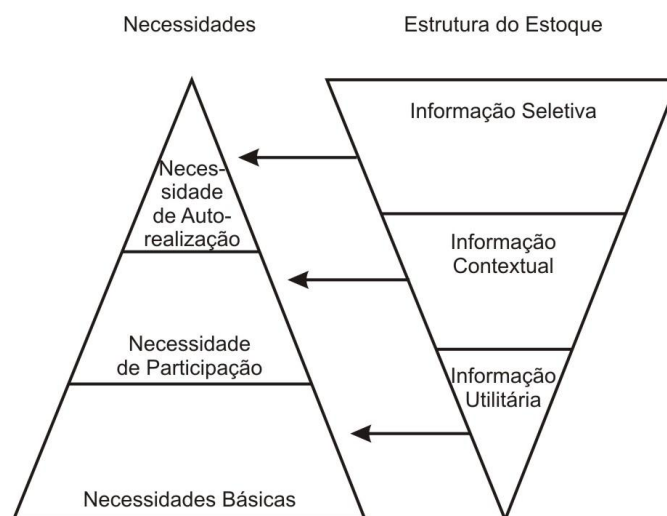 Necessidades
Estrutura do Estoque
Neces-
sidade
de Auto-
realização
Necessidade
de Participação
Necessidades Básicas
Informação Seletiva
Informação
Contextual
Informação
Utilitária